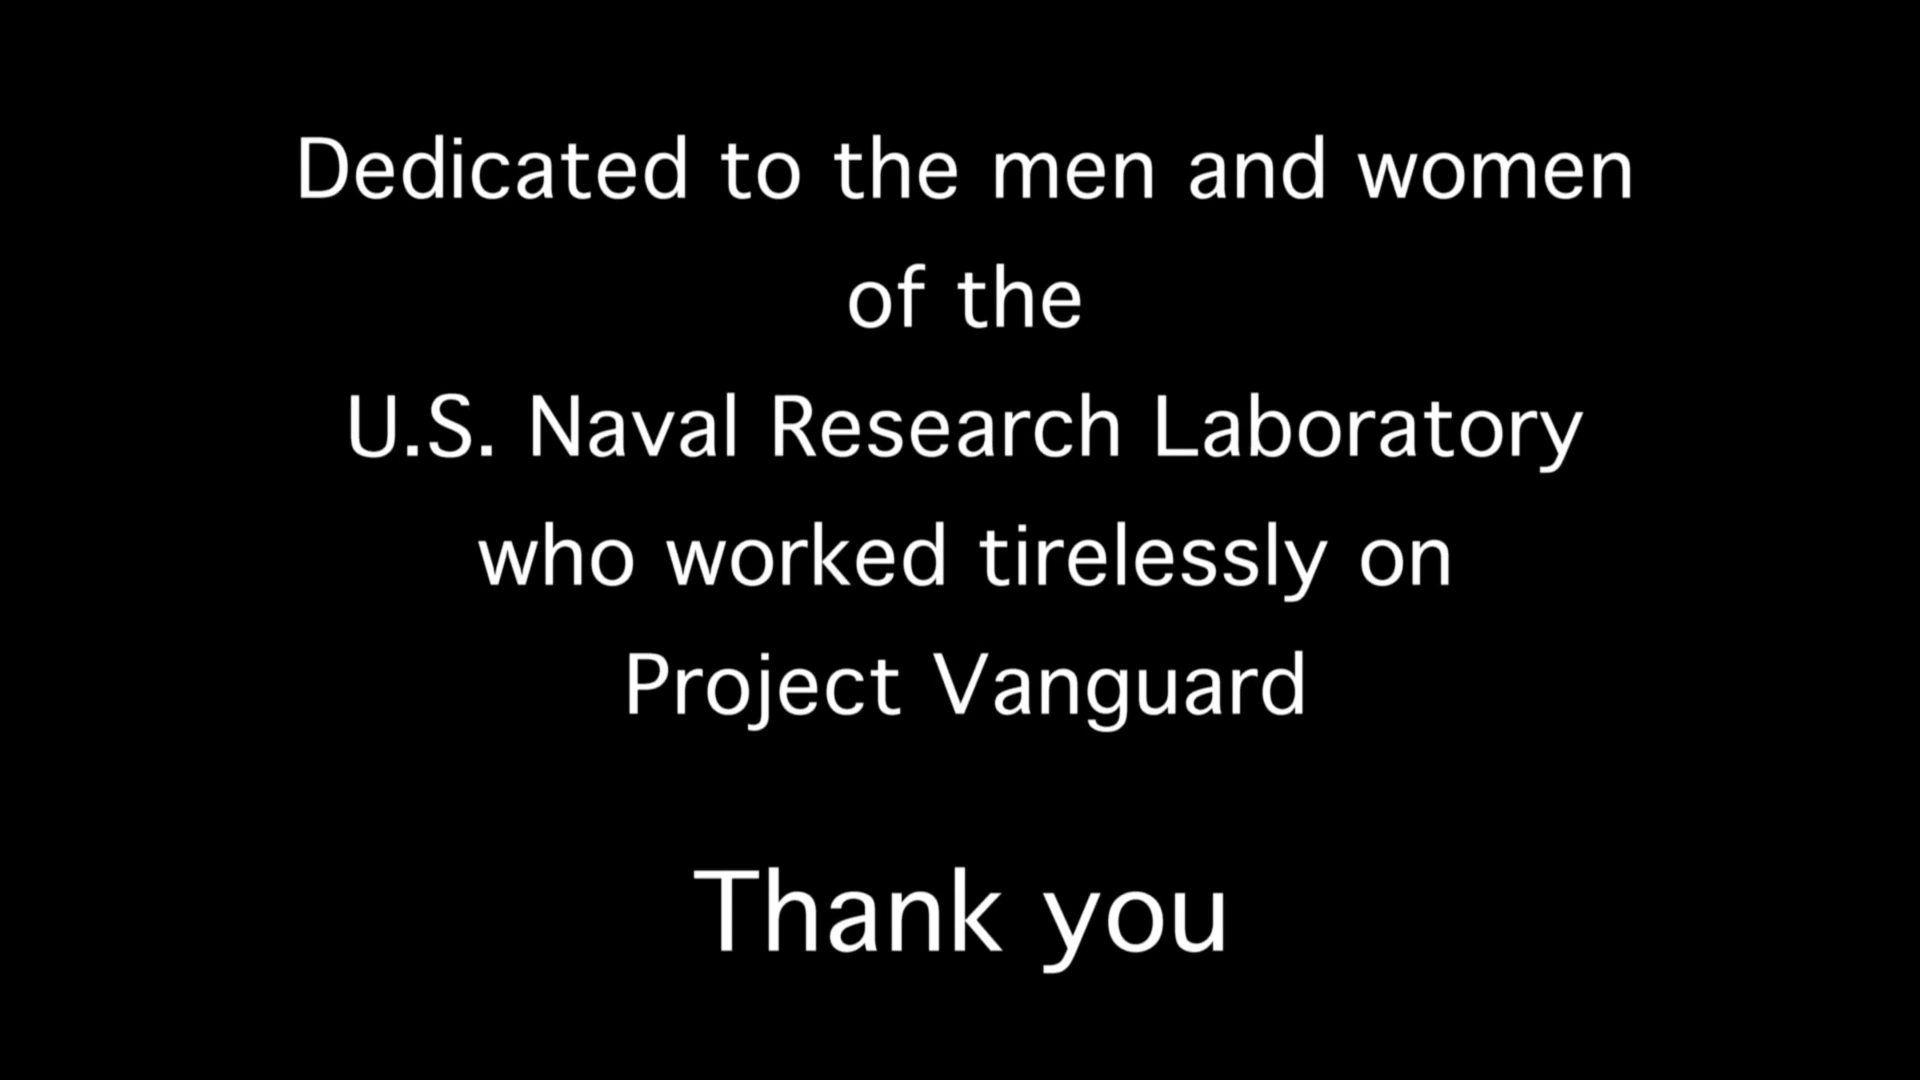 Dedicated to the men and women
of the
U.S. Naval Research Laboratory
who worked tirelessly on
Project Vanguard
Thank you